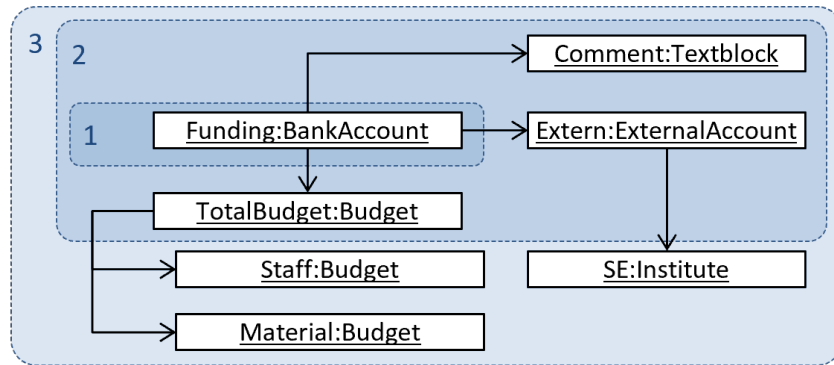 3
2
Comment:Textblock
1
Funding:BankAccount
Extern:ExternalAccount
TotalBudget:Budget
Staff:Budget
SE:Institute
Material:Budget